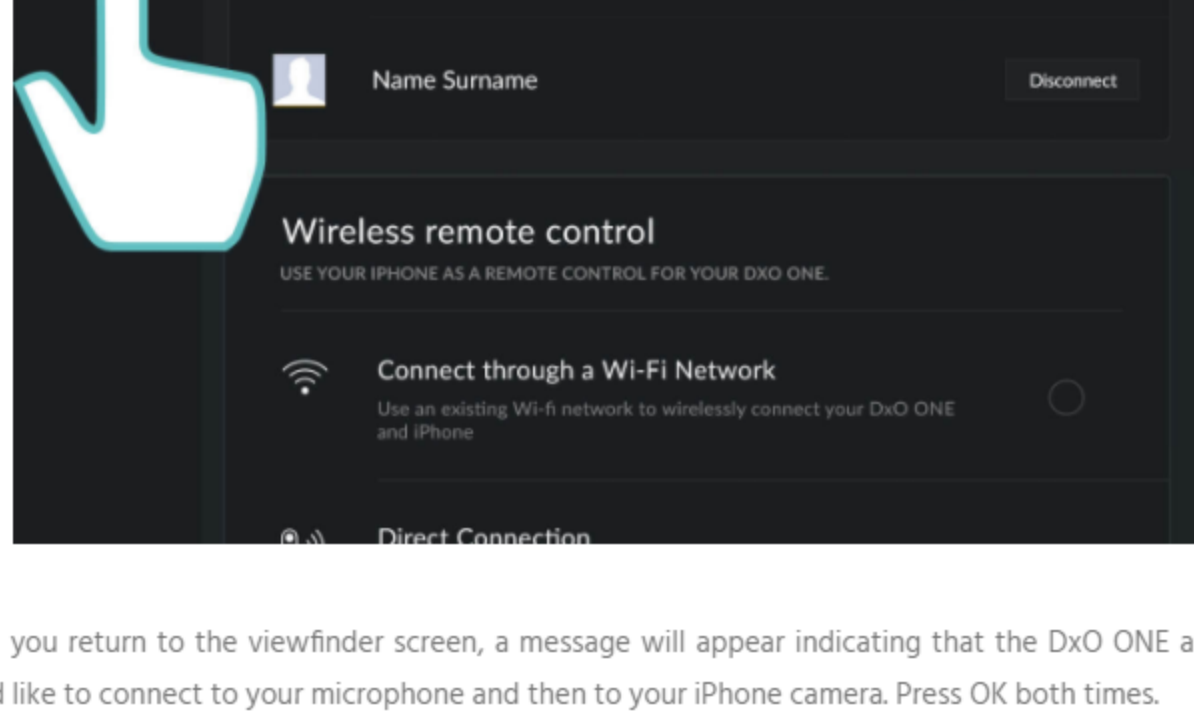 Name Surname
Disconnect
Wireless remote control
USE YOUR IPHONE AS A REMOTE CONTROL FOR YOUR DXO ONE.
Connect through a Wi-Fi Network
Use an existing Wi-fi network to wirelessly connect your DxO ONE
and iPhone
Direct Connection
you return to the viewfinder screen, a message will appear indicating that the DxO ONE a
like to connect to your microphone and then to your iPhone camera. Press OK both times.